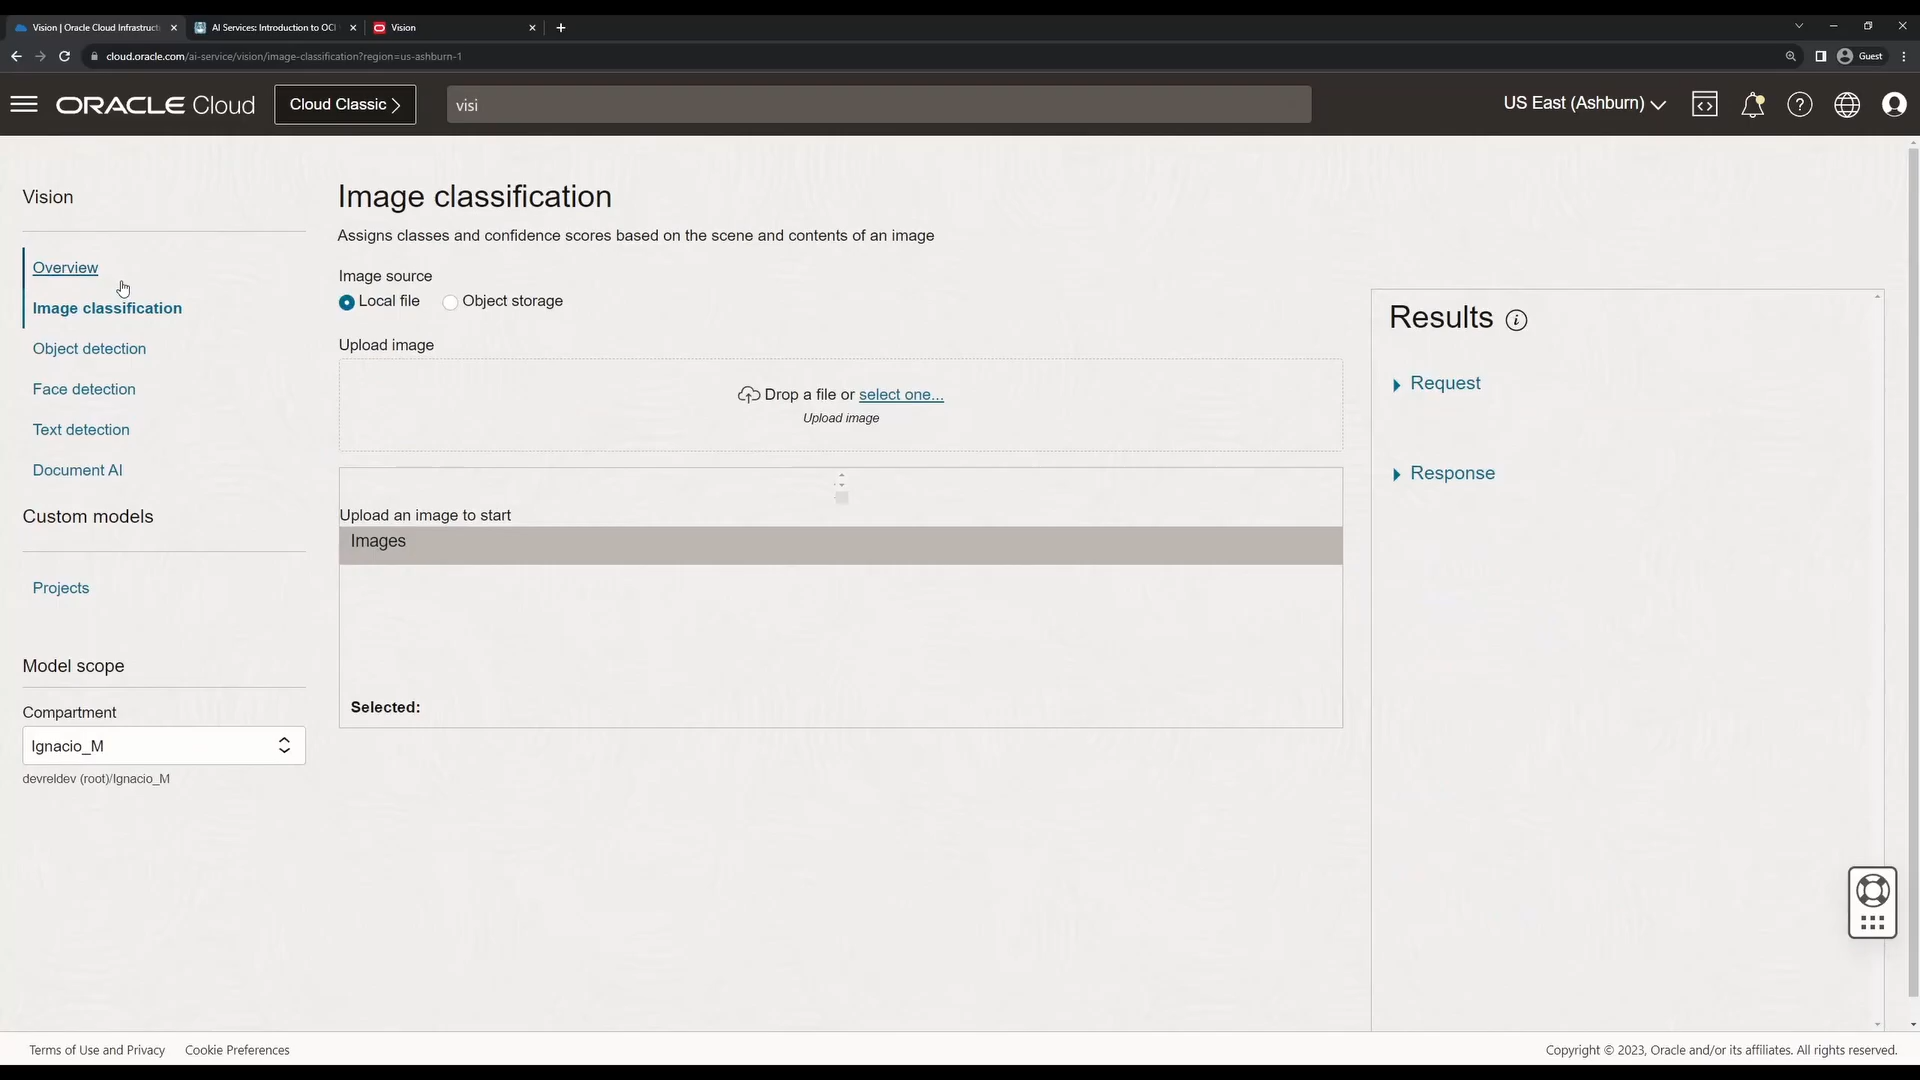 Vision | Oracle Cloud Infrastruct
AI Services: Introduction to OCI
Vision
cloud.oracle.com/ai-service/vision/image-classification?region=us-ashburn-1
Guest
ORACLE Cloud
Cloud Classic
visi
US East (Ashburn)
Vision
Overview
Image classification
Object detection
Face detection
Text detection
Document AI
Custom models
Projects
Model scope
Compartment
Ignacio_M
devreldev (root)/Ignacio_M
Image classification
Assigns classes and confidence scores based on the scene and contents of an image
Image source
Local file
Object storage
Upload image
Drop a file or select one...
Upload image
Upload an image to start
Images
Selected:
Results
Request
Response
Terms of Use and Privacy
Cookie Preferences
Copyright © 2023, Oracle and/or its affiliates. All rights reserved.